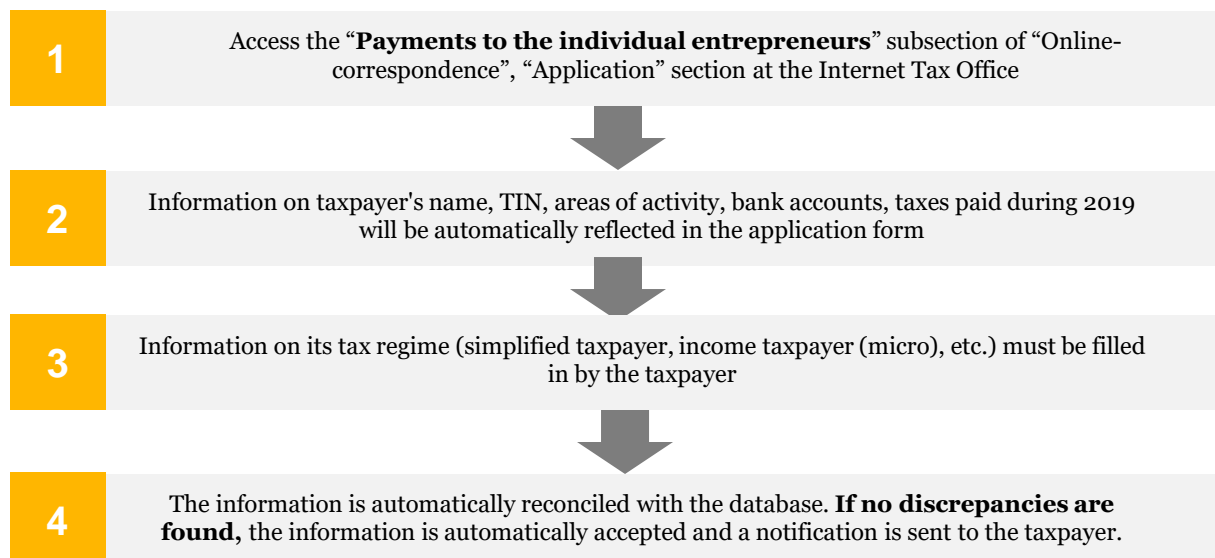 1
Access the “Payments to the individual entrepreneurs” subsection of “Online-
correspondence”, “Application” section at the Internet Tax Office
2
Information on taxpayer's name, TIN, areas of activity, bank accounts, taxes paid during 2019
will be automatically reflected in the application form
3
Information on its tax regime (simplified taxpayer, income taxpayer (micro), etc.) must be filled
in by the taxpayer
4
The information is automatically reconciled with the database. If no discrepancies are
found, the information is automatically accepted and a notification is sent to the taxpayer.